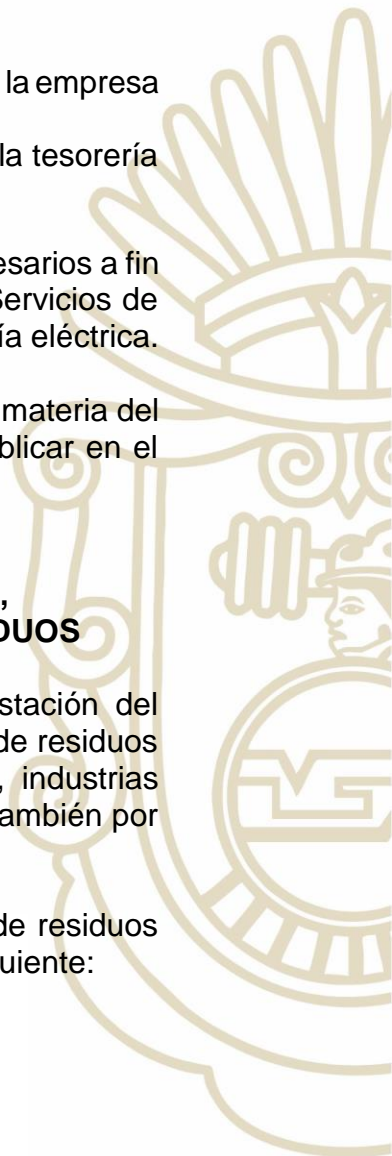 la empresa
la tesorería
esarios a fin
Servicios de
ía eléctrica.
materia del
blicar en el
,
DUOS
stación del
de residuos
, industrias
también por
de residuos
uiente: